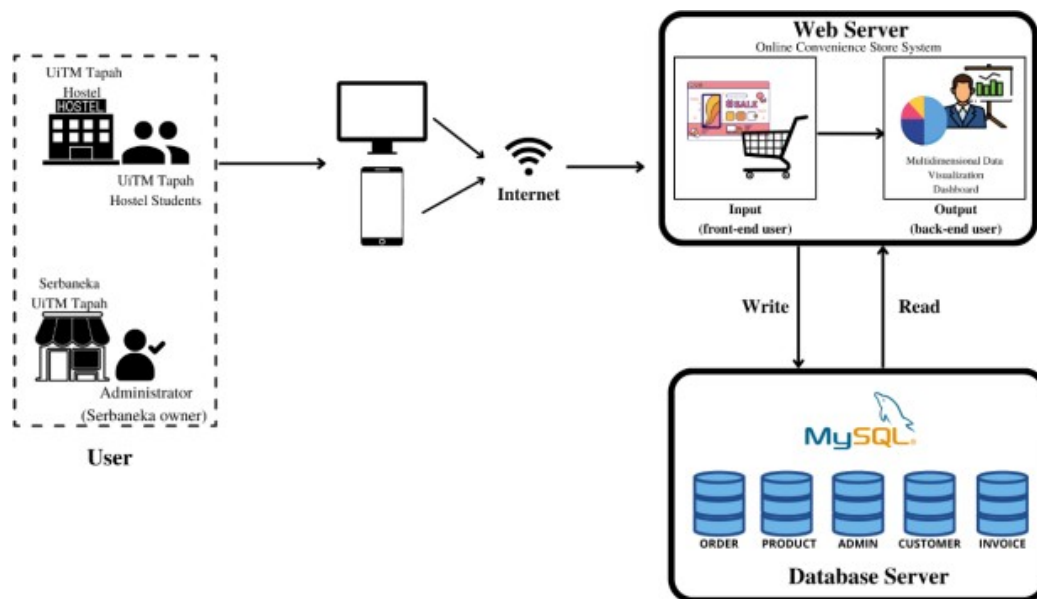 UiTM Tapah
Hostel
HOSTEL
UiTM Tapah
Hostel Students
Serbaneka
UiTM Tapah
Administrator
(Serbaneka owner)
User
Internet
Web Server
Online Convenience Store System
SALE
Input
(front-end user)
Multidimensional Data
Visualization
Dashboard
Output
(back-end user)
Write
Read
MySQL
ORDER
PRODUCT
ADMIN
CUSTOMER
INVOICE
Database Server